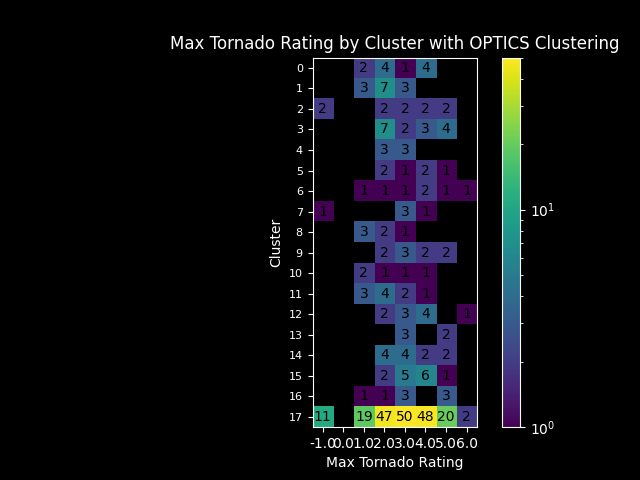 Max Tornado Rating by Cluster with OPTICS Clustering
0 2 4 1 4
1 3 7 3
2 2 2 2 2 2
3 7 2 3 4
4 3 3
5 2 1 2 1
6 1 1 1 2 1 1
7 1 3 1
8 3 2 1
9 2 3 2 2
10 2 1 1 1
11 3 4 2 1
12 2 3 4 1
13 3 2
14 4 4 2 2
15 2 5 6 1
16 1 1 3 3
17 11 19 47 50 48 20 2
-1.0 0.0 1.0 2.0 3.0 4.0 5.0 6.0
Max Tornado Rating
Cluster
10¹
10⁰